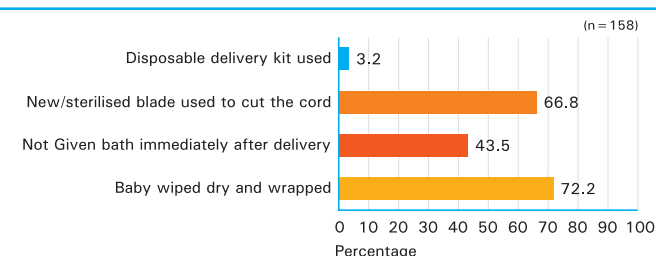 (n=158)
Disposable delivery kit used 3.2
New/sterilised blade used to cut the cord 66.8
Not Given bath immediately after delivery 43.5
Baby wiped dry and wrapped 72.2
0 10 20 30 40 50 60 70 80 90 100
Percentage